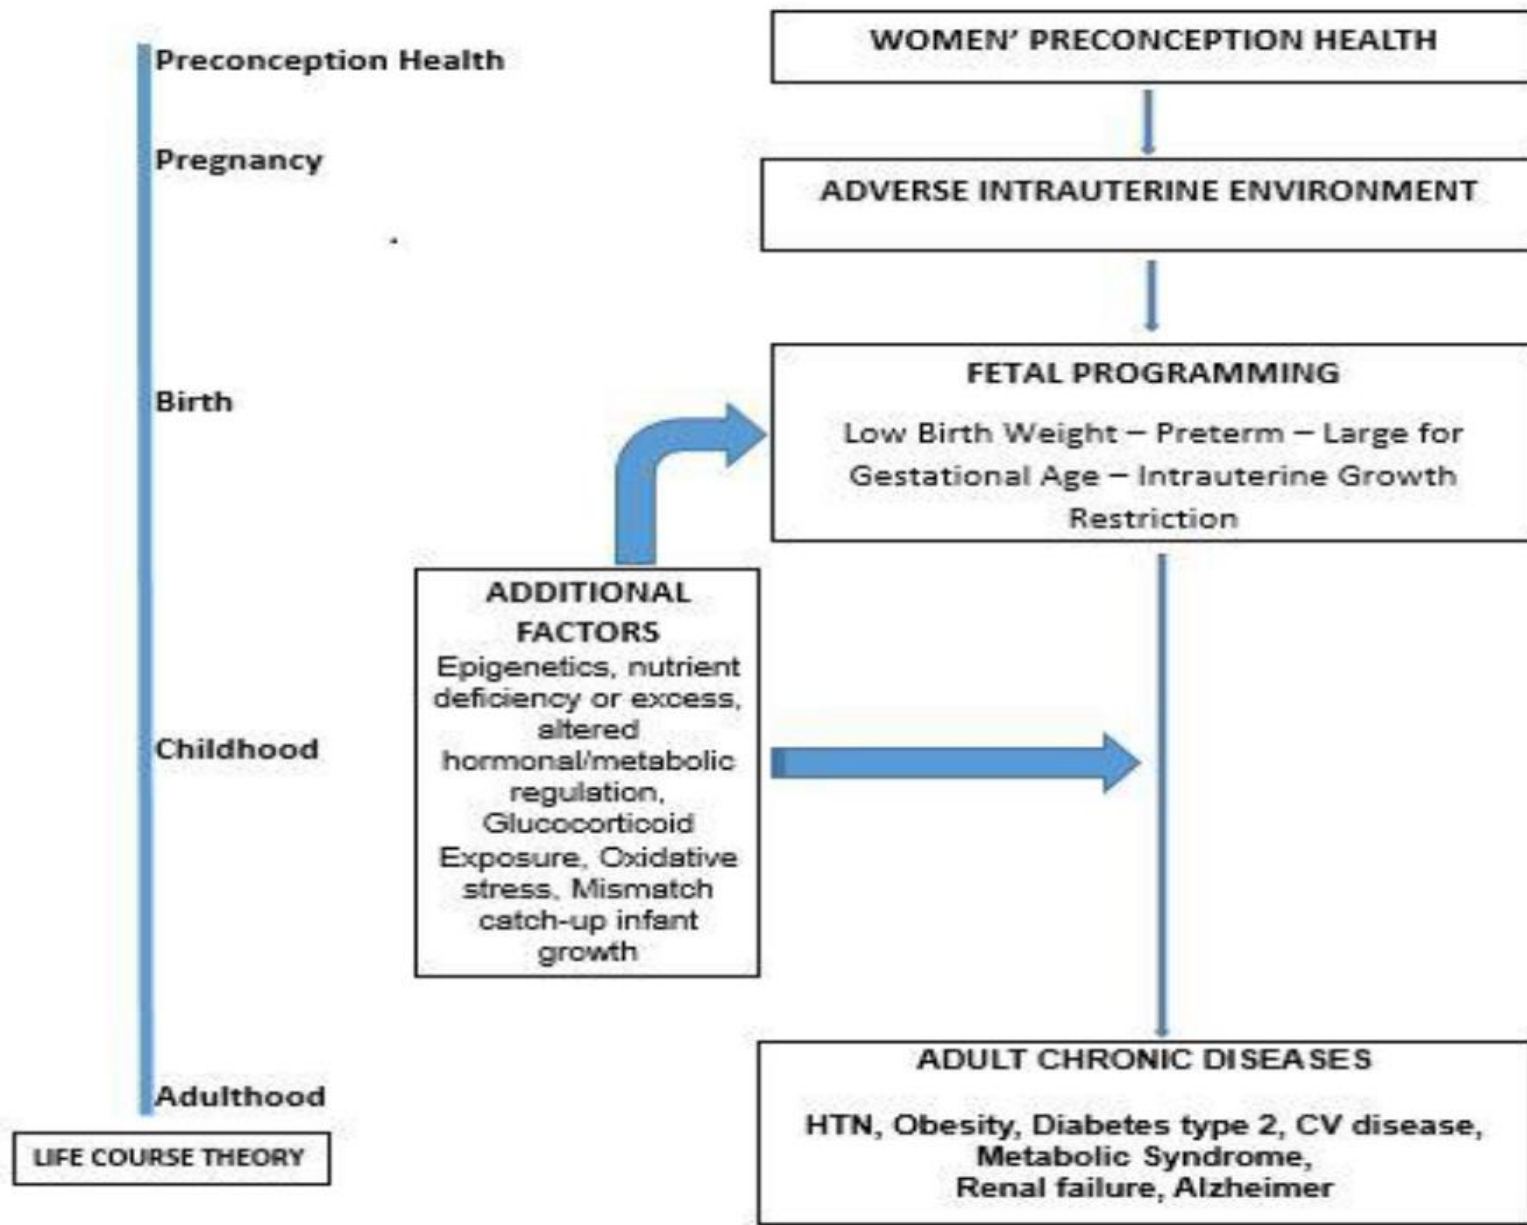 Preconception Health
Pregnancy
Birth
Childhood
Adulthood
LIFE COURSE THEORY
WOMEN' PRECONCEPTION HEALTH
ADVERSE INTRAUTERINE ENVIRONMENT
FETAL PROGRAMMING
Low Birth Weight – Preterm – Large for
Gestational Age – Intrauterine Growth
Restriction
ADDITIONAL
FACTORS
Epigenetics, nutrient
deficiency or excess,
altered
hormonal/metabolic
regulation,
Glucocorticoid
Exposure, Oxidative
stress, Mismatch
catch-up infant
growth
ADULT CHRONIC DISEASES
HTN, Obesity, Diabetes type 2, CV disease,
Metabolic Syndrome,
Renal failure, Alzheimer